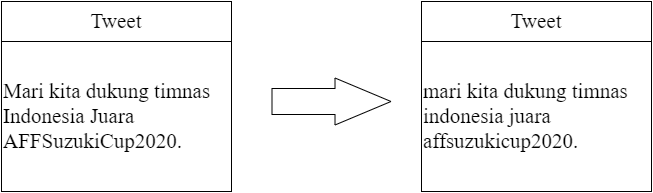 Tweet
Mari kita dukung timnas
Indonesia Juara
AFFSuzukiCup2020.
Tweet
mari kita dukung timnas
indonesia juara
affsuzukicup2020.